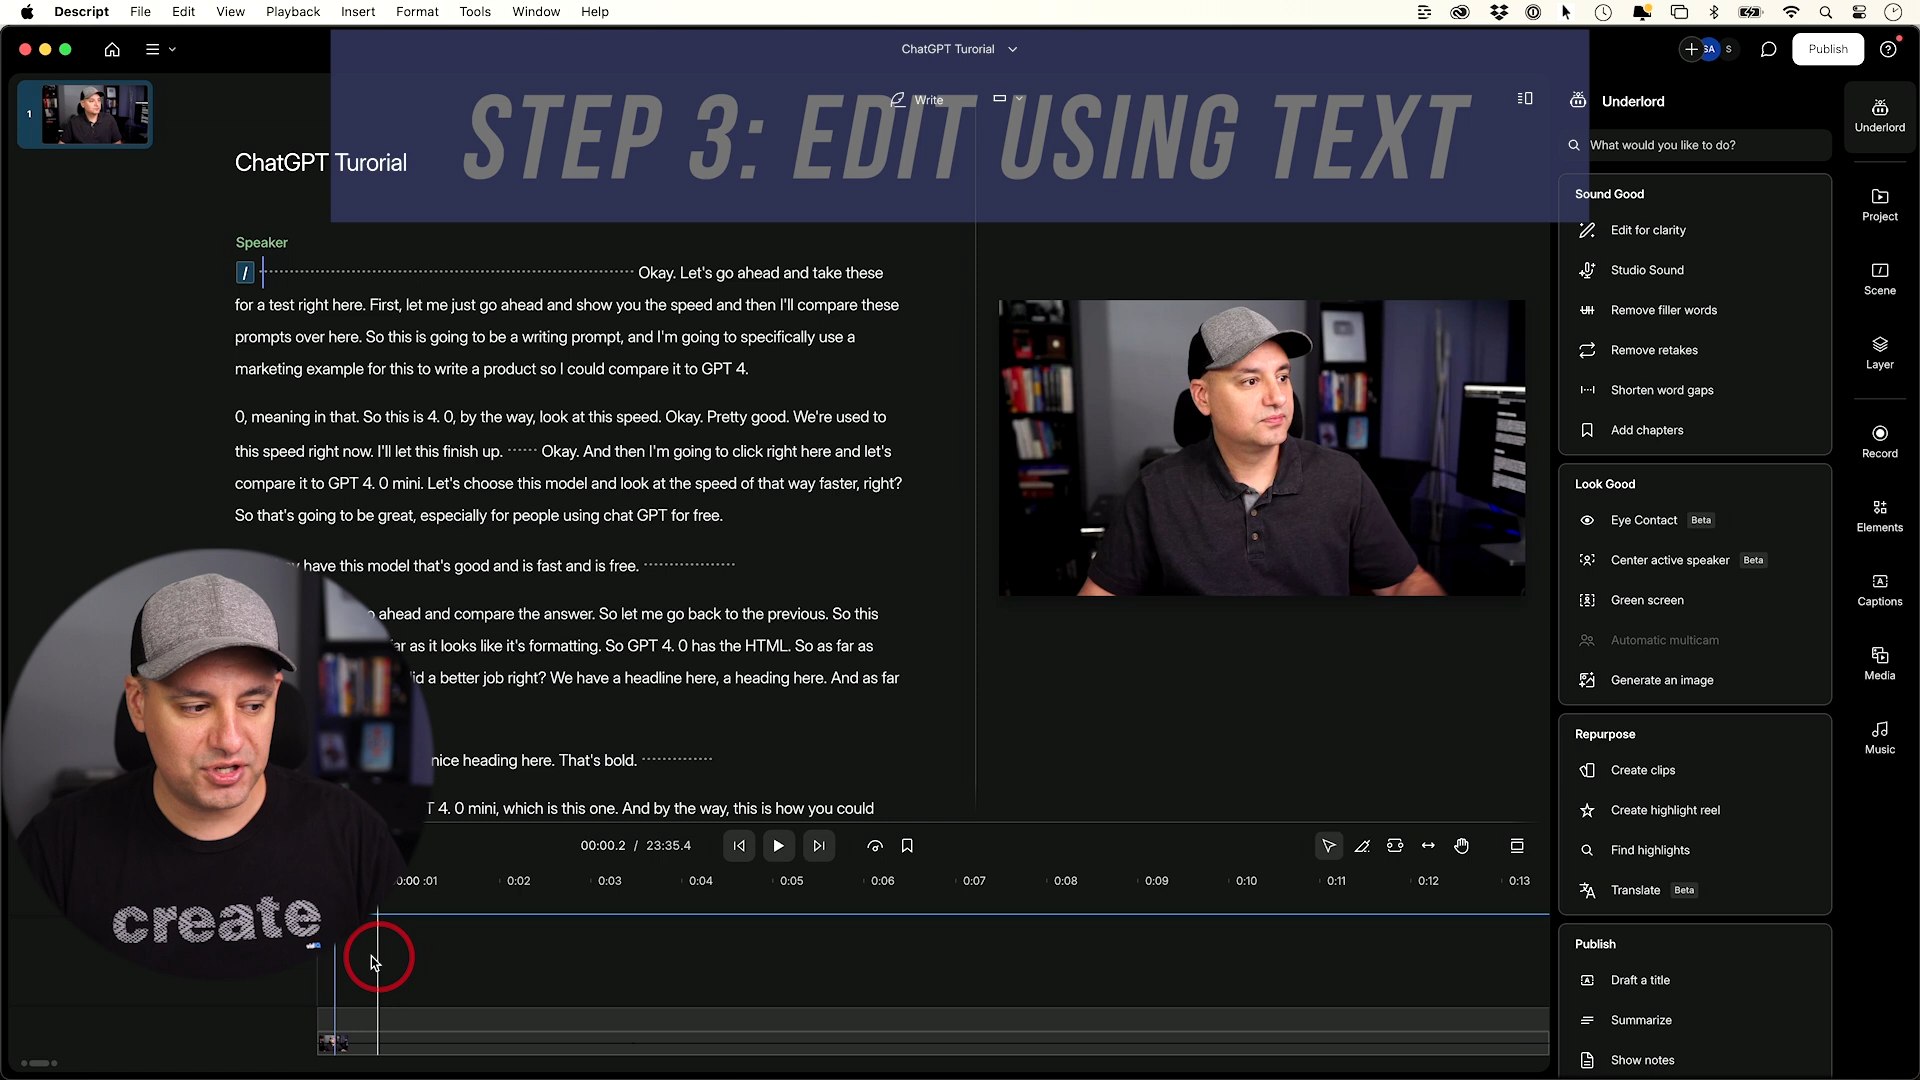 Descript File Edit View Playback Insert Format Tools Window Help
ChatGPT Turorial
SA S Publish
1
Write
STEP 3: EDIT USING TEXT
ChatGPT Turorial
Speaker
/ Okay. Let's go ahead and take these
for a test right here. First, let me just go ahead and show you the speed and then I'll compare these
prompts over here. So this is going to be a writing prompt, and I'm going to specifically use a
marketing example for this to write a product so I could compare it to GPT 4.
0, meaning in that. So this is 4. 0, by the way, look at this speed. Okay. Pretty good. We're used to
this speed right now. I'll let this finish up. Okay. And then I'm going to click right here and let's
compare it to GPT 4. 0 mini. Let's choose this model and look at the speed of that way faster, right?
So that's going to be great, especially for people using chat GPT for free.
have this model that's good and is fast and is free.
ahead and compare the answer. So let me go back to the previous. So this
as it looks like it's formatting. So GPT 4. 0 has the HTML. So as far as
a better job right? We have a headline here, a heading here. And as far
nice heading here. That's bold.
4. 0 mini, which is this one. And by the way, this is how you could
create
00:00.2 / 23:35.4
:01 0:02 0:03 0:04 0:05 0:06 0:07 0:08 0:09 0:10 0:11 0:12 0:13
Underlord
What would you like to do?
Sound Good
Edit for clarity
Studio Sound
Remove filler words
Remove retakes
Shorten word gaps
Add chapters
Look Good
Eye Contact Beta
Center active speaker Beta
Green screen
Automatic multicam
Generate an image
Repurpose
Create clips
Create highlight reel
Find highlights
Translate Beta
Publish
Draft a title
Summarize
Show notes
Underlord
Project
Scene
Layer
Record
Elements
Captions
Media
Music